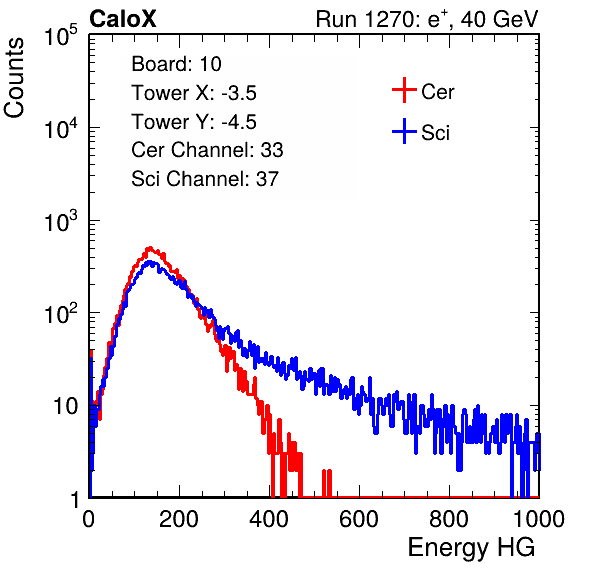 CaloX Run 1270: e⁺, 40 GeV
Counts
10⁵
10⁴
10³
10²
10
1
Board: 10
Tower X: -3.5
Tower Y: -4.5
Cer Channel: 33
Sci Channel: 37
Cer
Sci
0 200 400 600 800 1000
Energy HG